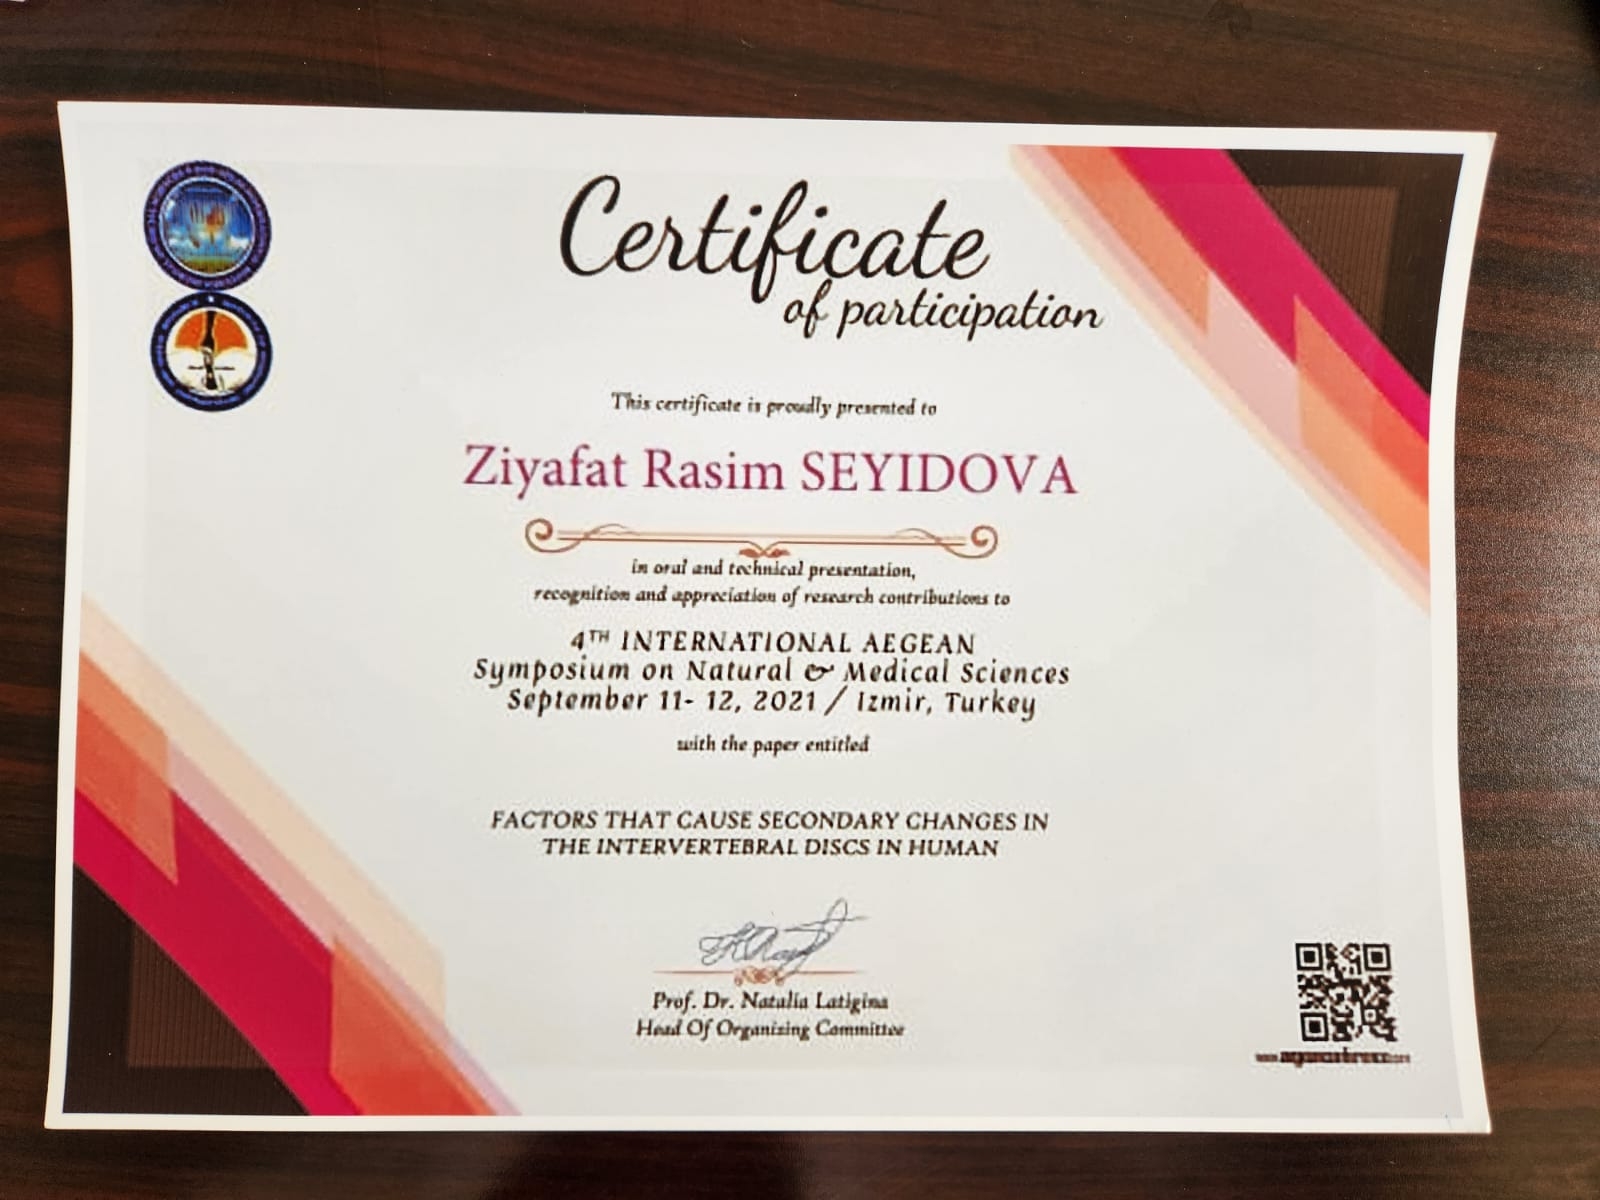 Certificate
of participation
This certificate is proudly presented to
Ziyafat Rasim SEYIDOVA
in oral and technical presentation,
recognition and appreciation of research contributions to
4TH INTERNATIONAL AEGEAN
Symposium on Natural & Medical Sciences
September 11- 12, 2021 / Izmir, Turkey
with the paper entitled
FACTORS THAT CAUSE SECONDARY CHANGES IN
THE INTERVERTEBRAL DISCS IN HUMAN
Prof. Dr. Natalia Latigina
Head Of Organizing Committee